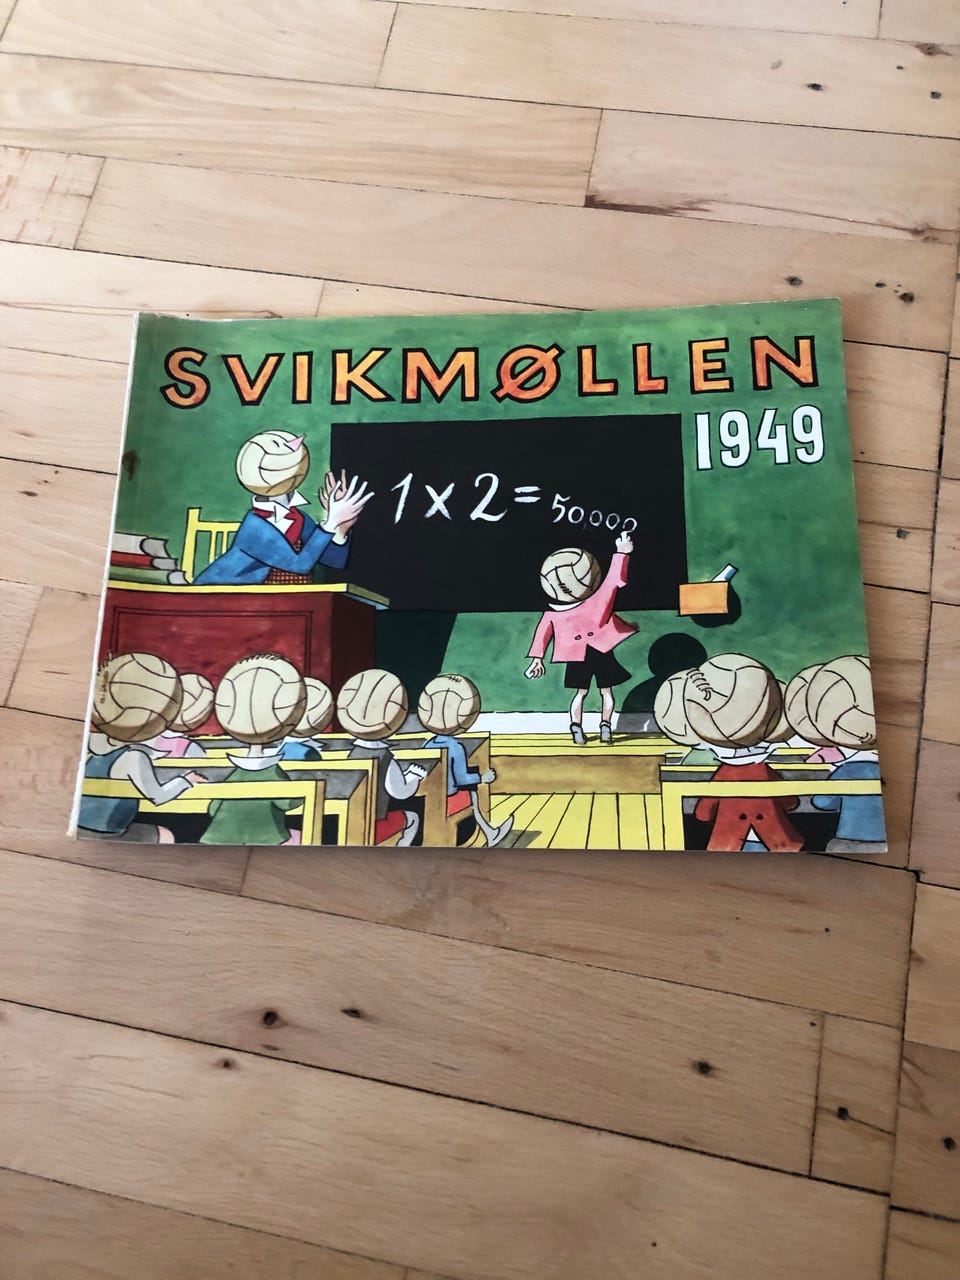 SVIKMØLLEN
1949
1 x 2 = 50,000